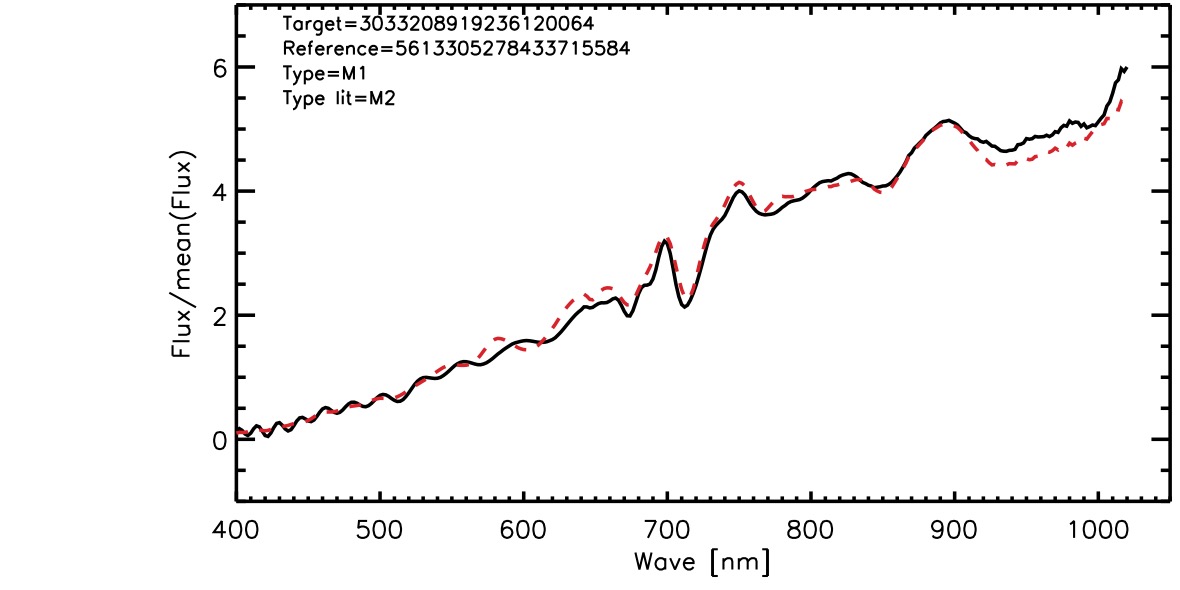 Target=3033208919236120064
Reference=5613305278433715584
Type=M1
Type lit=M2
6
4
2
0
Flux/mean(Flux)
400 500 600 700 800 900 1000
Wave [nm]